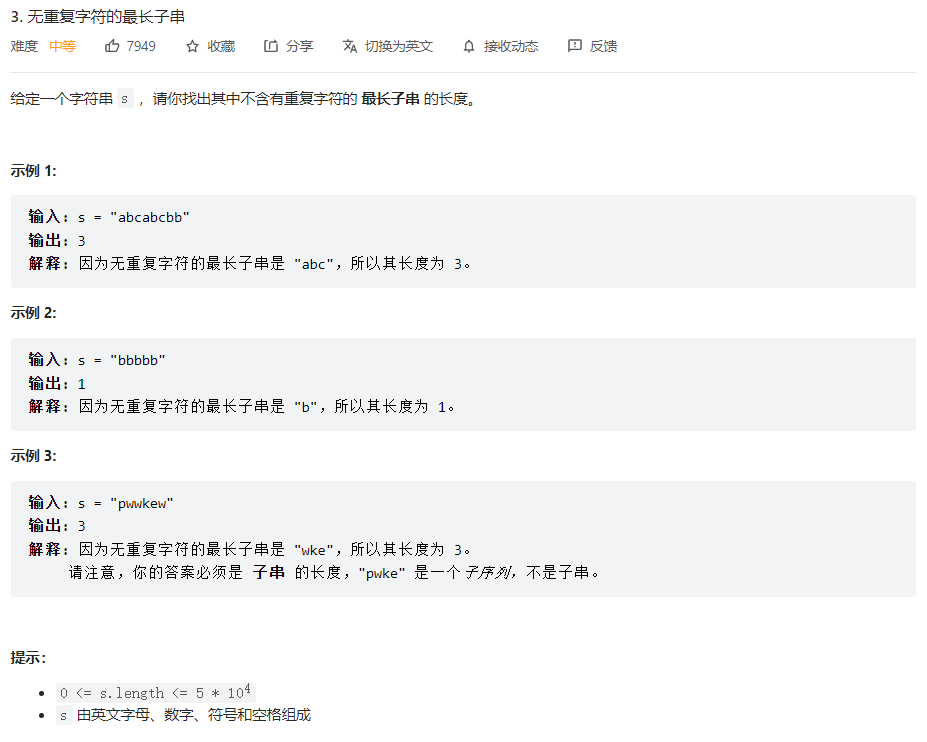 3. 无重复字符的最长子串
难度 中等 7949 收藏 分享 切换为英文 接收动态 反馈
给定一个字符串 s ，请你找出其中不含有重复字符的 最长子串 的长度。
示例 1:
输入: s = "abcabcbb"
输出: 3
解释: 因为无重复字符的最长子串是 "abc"，所以其长度为 3。
示例 2:
输入: s = "bbbbb"
输出: 1
解释: 因为无重复字符的最长子串是 "b"，所以其长度为 1。
示例 3:
输入: s = "pwwkew"
输出: 3
解释: 因为无重复字符的最长子串是 "wke"，所以其长度为 3。
请注意，你的答案必须是 子串 的长度，"pwke" 是一个子序列，不是子串。
提示：
• 0 <= s.length <= 5 * 10⁴
• s 由英文字母、数字、符号和空格组成